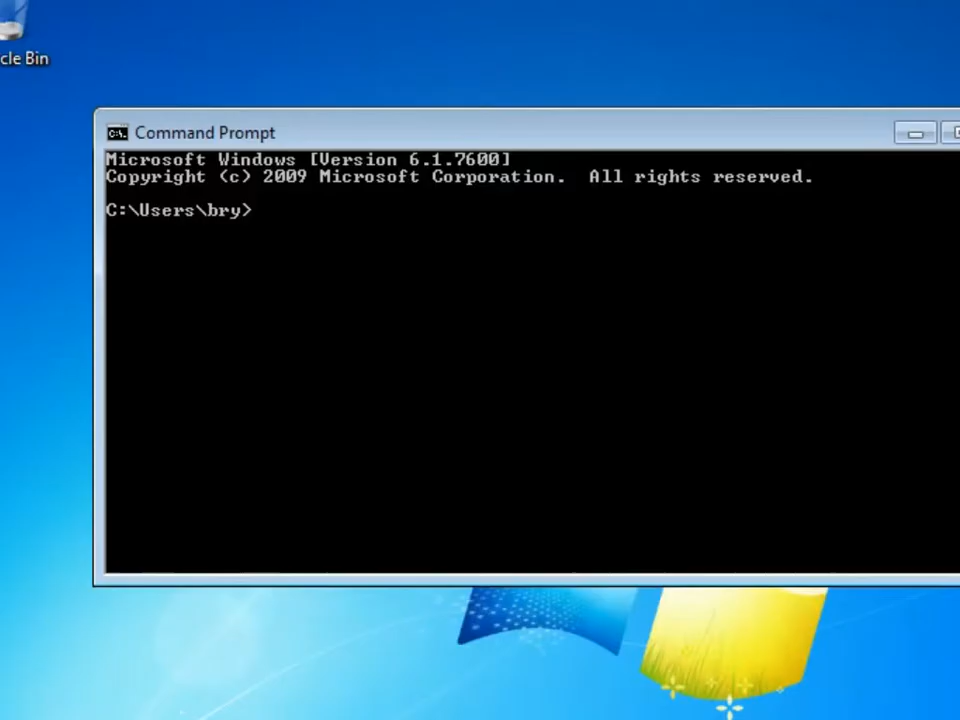 cle Bin
Command Prompt
Microsoft Windows [Version 6.1.7600]
Copyright (c) 2009 Microsoft Corporation.  All rights reserved.
C:\Users\bry>